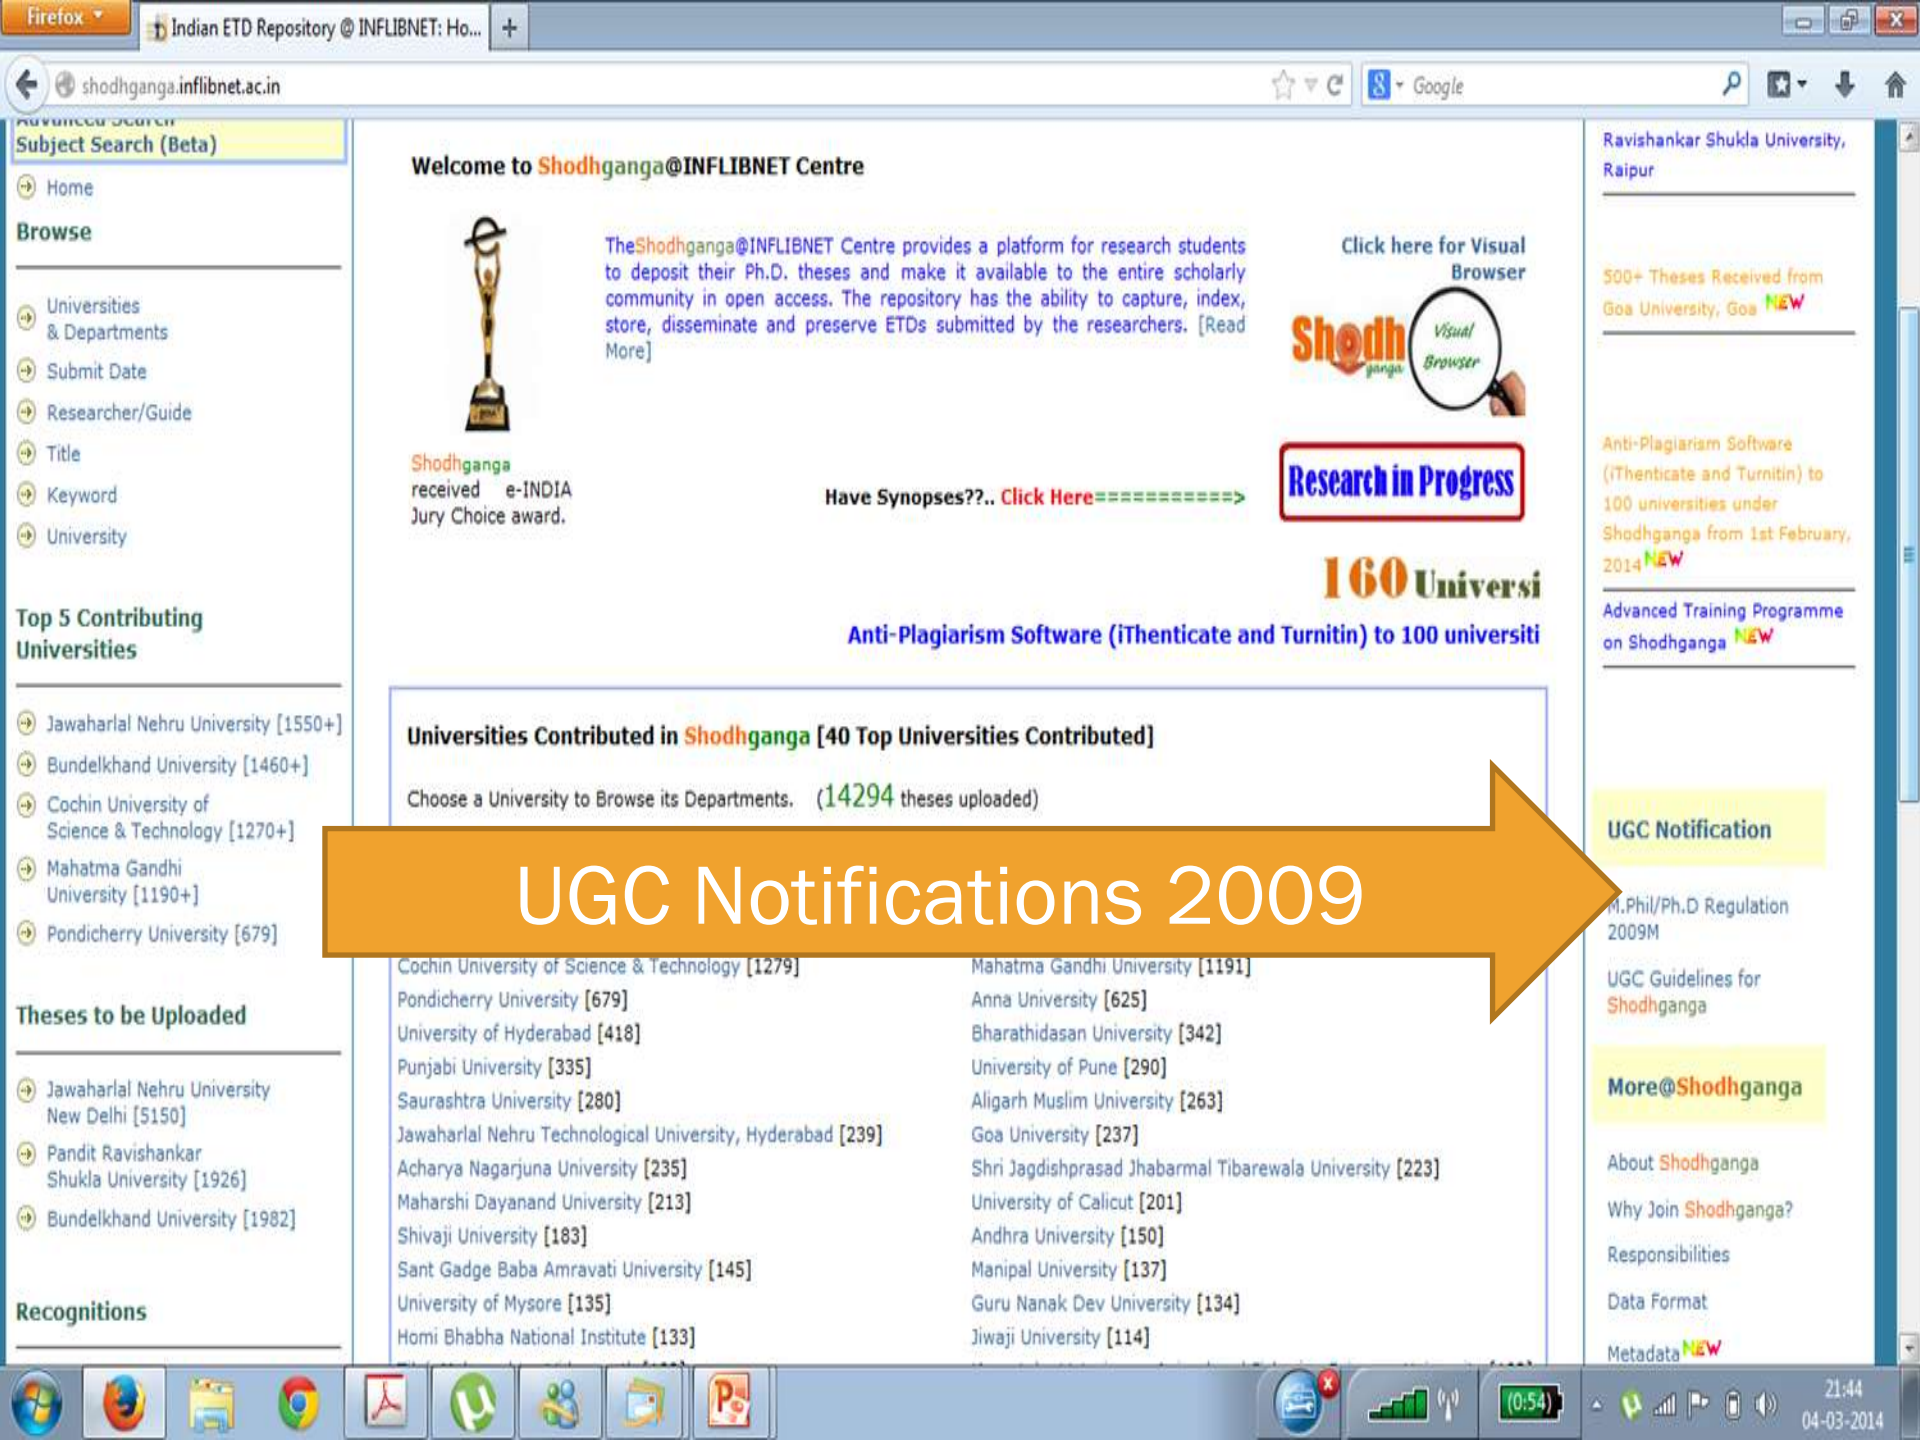 Firefox
Indian ETD Repository @ INFLIBNET: Ho...
shodhganga.inflibnet.ac.in
Google
Advanced Search
Subject Search (Beta)
Home
Browse
Universities
& Departments
Submit Date
Researcher/Guide
Title
Keyword
University
Top 5 Contributing
Universities
Jawaharlal Nehru University [1550+]
Bundelkhand University [1460+]
Cochin University of
Science & Technology [1270+]
Mahatma Gandhi
University [1190+]
Pondicherry University [679]
Theses to be Uploaded
Jawaharlal Nehru University
New Delhi [5150]
Pandit Ravishankar
Shukla University [1926]
Bundelkhand University [1982]
Recognitions
Welcome to Shodhganga@INFLIBNET Centre
TheShodhganga@INFLIBNET Centre provides a platform for research students
to deposit their Ph.D. theses and make it available to the entire scholarly
community in open access. The repository has the ability to capture, index,
store, disseminate and preserve ETDs submitted by the researchers. [Read
More]
Click here for Visual
Browser
Shodh
ganga
Visual
Browser
Shodhganga
received e-INDIA
Jury Choice award.
Have Synopses??.. Click Here===========>
Research in Progress
160 Universi
Anti-Plagiarism Software (iThenticate and Turnitin) to 100 universiti
Universities Contributed in Shodhganga [40 Top Universities Contributed]
Choose a University to Browse its Departments. (14294 theses uploaded)
UGC Notifications 2009
Cochin University of Science & Technology [1279]
Mahatma Gandhi University [1191]
Pondicherry University [679]
Anna University [625]
University of Hyderabad [418]
Bharathidasan University [342]
Punjabi University [335]
University of Pune [290]
Saurashtra University [280]
Aligarh Muslim University [263]
Jawaharlal Nehru Technological University, Hyderabad [239]
Goa University [237]
Acharya Nagarjuna University [235]
Shri Jagdishprasad Jhabarmal Tibarewala University [223]
Maharshi Dayanand University [213]
University of Calicut [201]
Shivaji University [183]
Andhra University [150]
Sant Gadge Baba Amravati University [145]
Manipal University [137]
University of Mysore [135]
Guru Nanak Dev University [134]
Homi Bhabha National Institute [133]
Jiwaji University [114]
Ravishankar Shukla University,
Raipur
500+ Theses Received from
Goa University, Goa NEW
Anti-Plagiarism Software
(iThenticate and Turnitin) to
100 universities under
Shodhganga from 1st February,
2014 NEW
Advanced Training Programme
on Shodhganga NEW
UGC Notification
M.Phil/Ph.D Regulation
2009M
UGC Guidelines for
Shodhganga
More@Shodhganga
About Shodhganga
Why Join Shodhganga?
Responsibilities
Data Format
Metadata NEW
(0:54)
21:44
04-03-2014